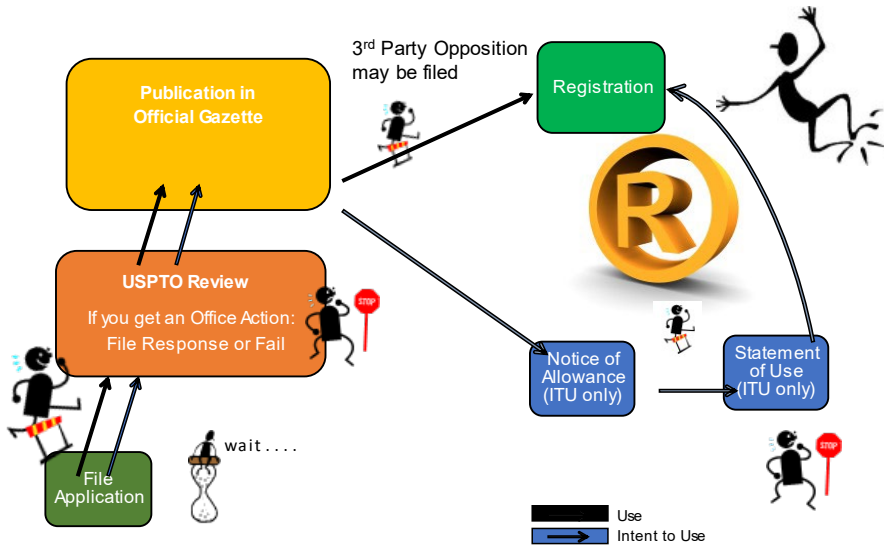 3rd Party Opposition
may be filed
Publication in
Official Gazette
Registration
R
USPTO Review
If you get an Office Action:
File Response or Fail
STOP
Notice of
Allowance
(ITU only)
Statement
of Use
(ITU only)
STOP
File
Application
wait....
Use
Intent to Use